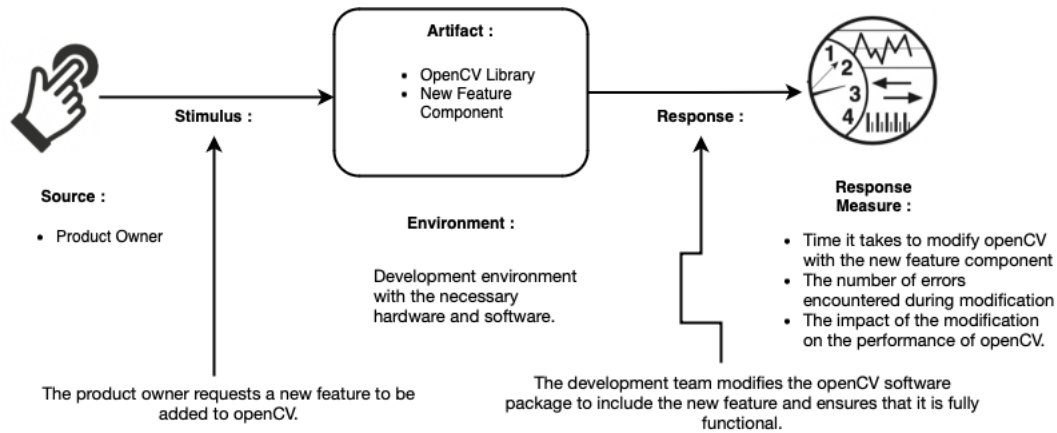 Artifact :
• OpenCV Library
• New Feature
Component
Stimulus :
Response :
1
2
3
4
Source :
• Product Owner
Environment :
Development environment
with the necessary
hardware and software.
Response
Measure :
• Time it takes to modify openCV
with the new feature component
• The number of errors
encountered during modification
• The impact of the modification
on the performance of openCV.
The product owner requests a new feature to be
added to openCV.
The development team modifies the openCV software
package to include the new feature and ensures that it is fully
functional.